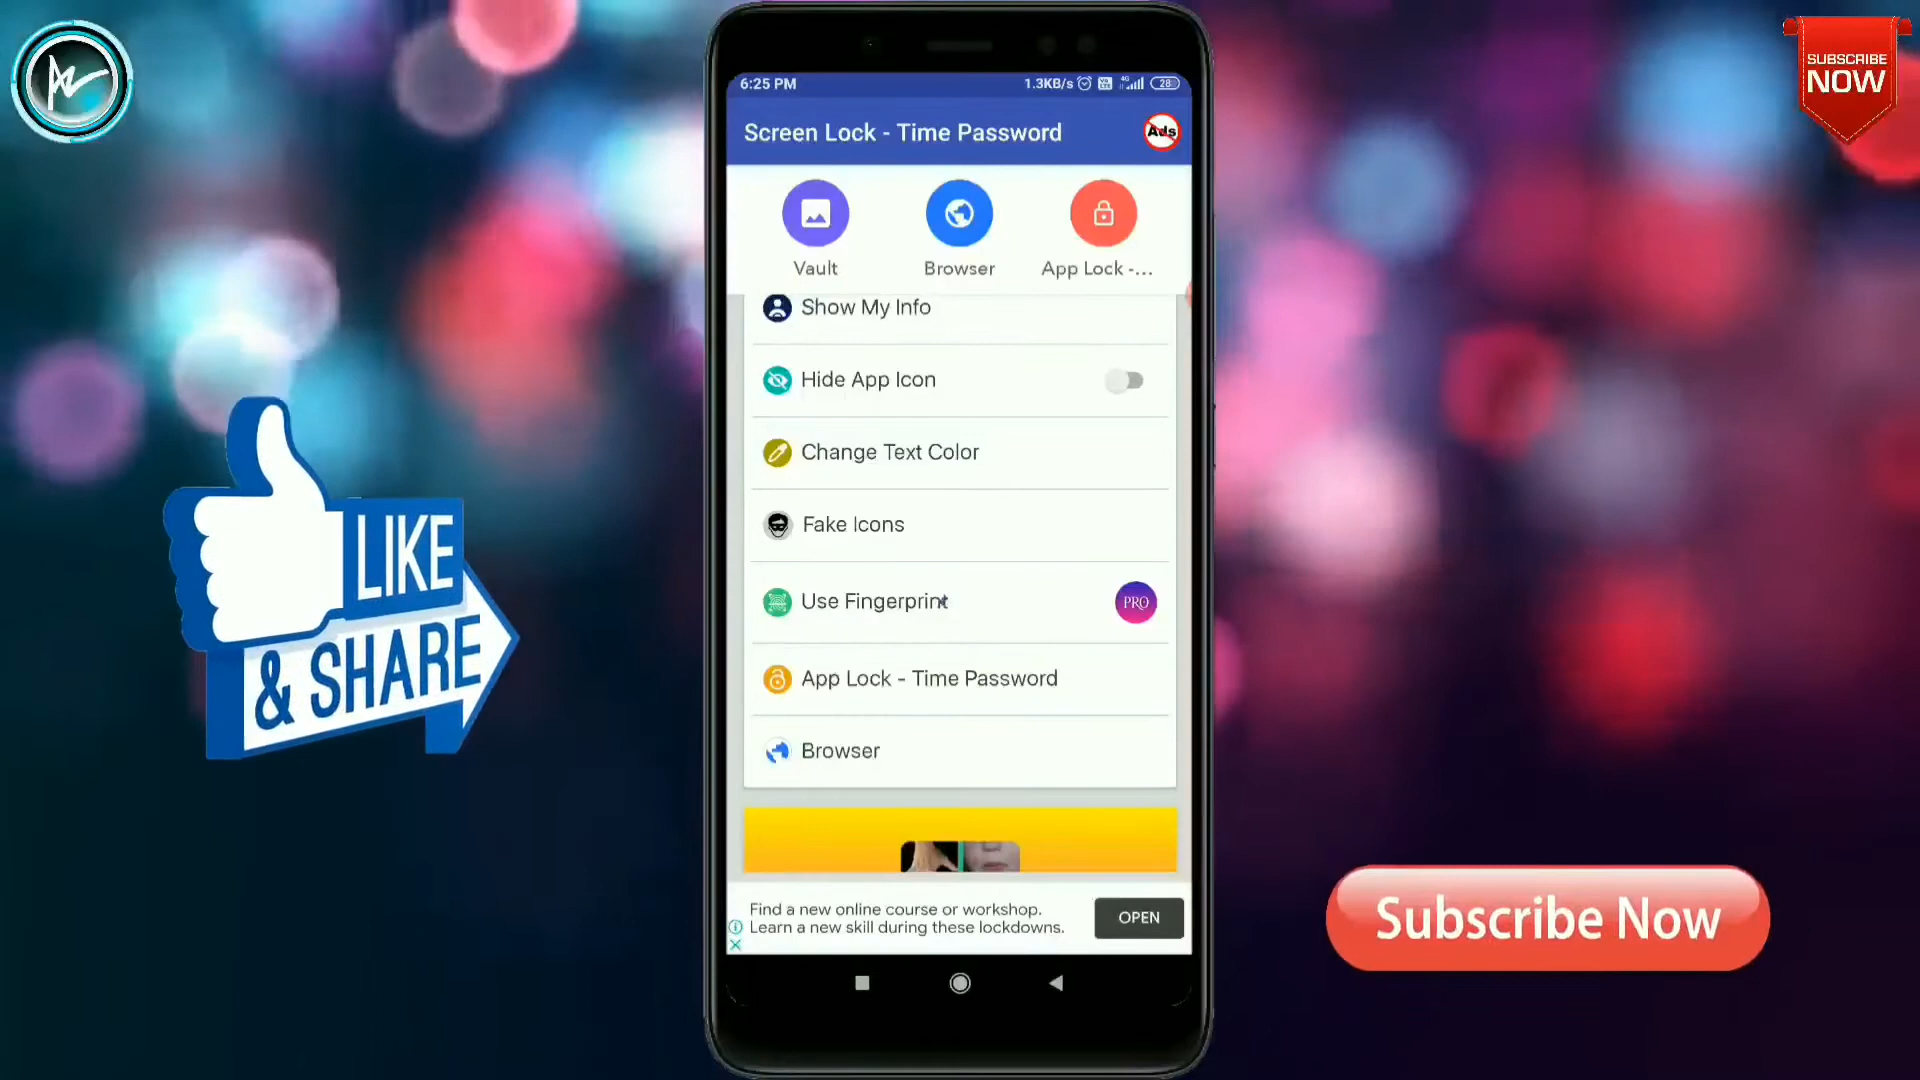 SUBSCRIBE
NOW
6:25 PM
1.3KB/s
4G
28
Screen Lock - Time Password
Ads
Vault
Browser
App Lock -...
Show My Info
Hide App Icon
Change Text Color
Fake Icons
Use Fingerprint
PRO
App Lock - Time Password
Browser
LIKE
& SHARE
Find a new online course or workshop.
Learn a new skill during these lockdowns.
OPEN
Subscribe Now